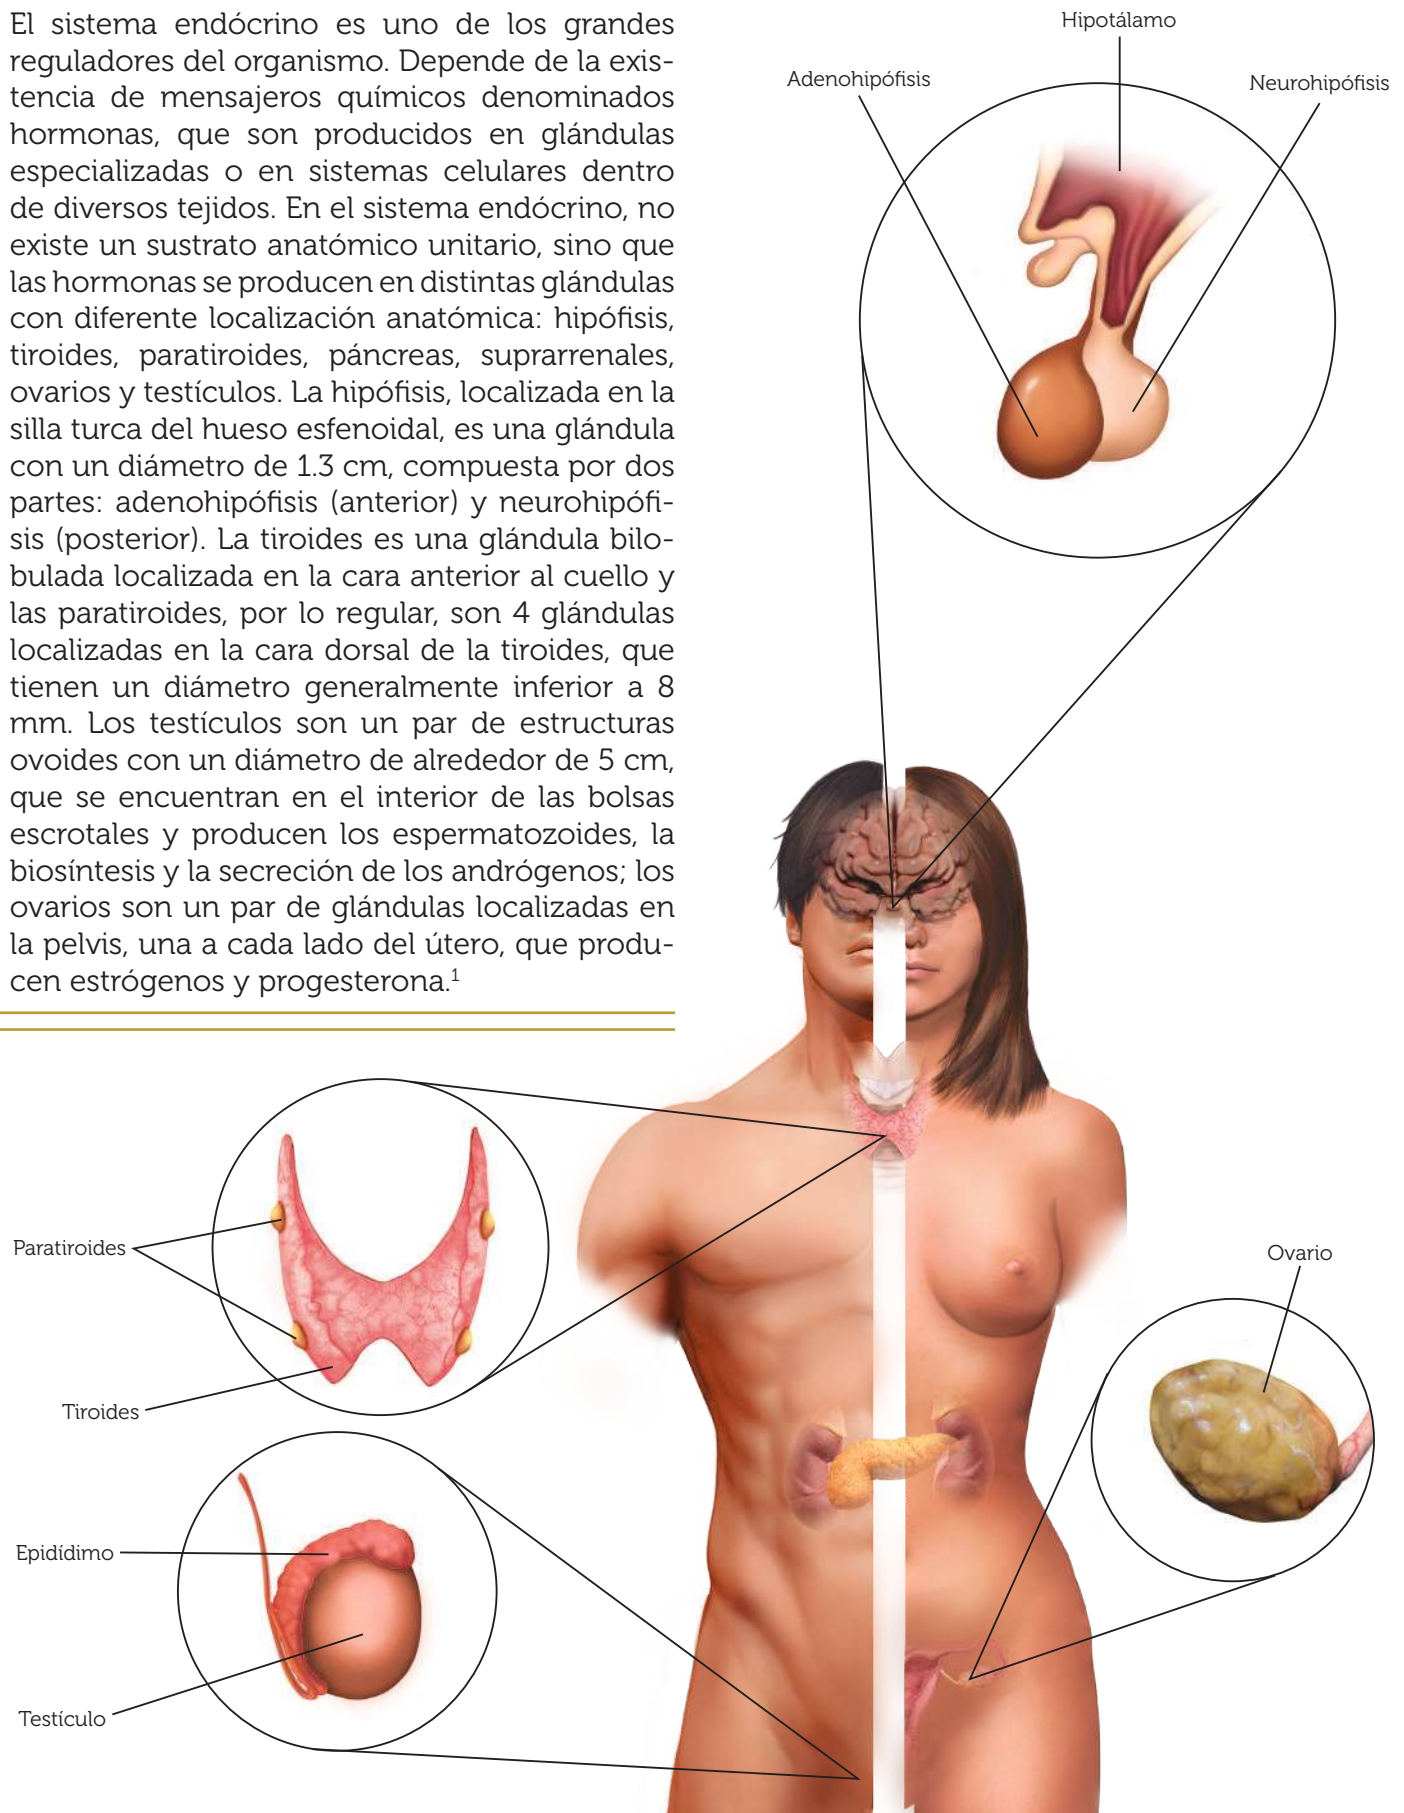 El sistema endócrino es uno de los grandes
reguladores del organismo. Depende de la exis-
tencia de mensajeros químicos denominados
hormonas, que son producidos en glándulas
especializadas o en sistemas celulares dentro
de diversos tejidos. En el sistema endócrino, no
existe un sustrato anatómico unitario, sino que
las hormonas se producen en distintas glándulas
con diferente localización anatómica: hipófisis,
tiroides, paratiroides, páncreas, suprarrenales,
ovarios y testículos. La hipófisis, localizada en la
silla turca del hueso esfenoidal, es una glándula
con un diámetro de 1.3 cm, compuesta por dos
partes: adenohipófisis (anterior) y neurohipófi-
sis (posterior). La tiroides es una glándula bilo-
bulada localizada en la cara anterior al cuello y
las paratiroides, por lo regular, son 4 glándulas
localizadas en la cara dorsal de la tiroides, que
tienen un diámetro generalmente inferior a 8
mm. Los testículos son un par de estructuras
ovoides con un diámetro de alrededor de 5 cm,
que se encuentran en el interior de las bolsas
escrotales y producen los espermatozoides, la
biosíntesis y la secreción de los andrógenos; los
ovarios son un par de glándulas localizadas en
la pelvis, una a cada lado del útero, que produ-
cen estrógenos y progesterona.¹
Hipotálamo
Adenohipófisis
Neurohipófisis
Paratiroides
Tiroides
Ovario
Epidídimo
Testículo